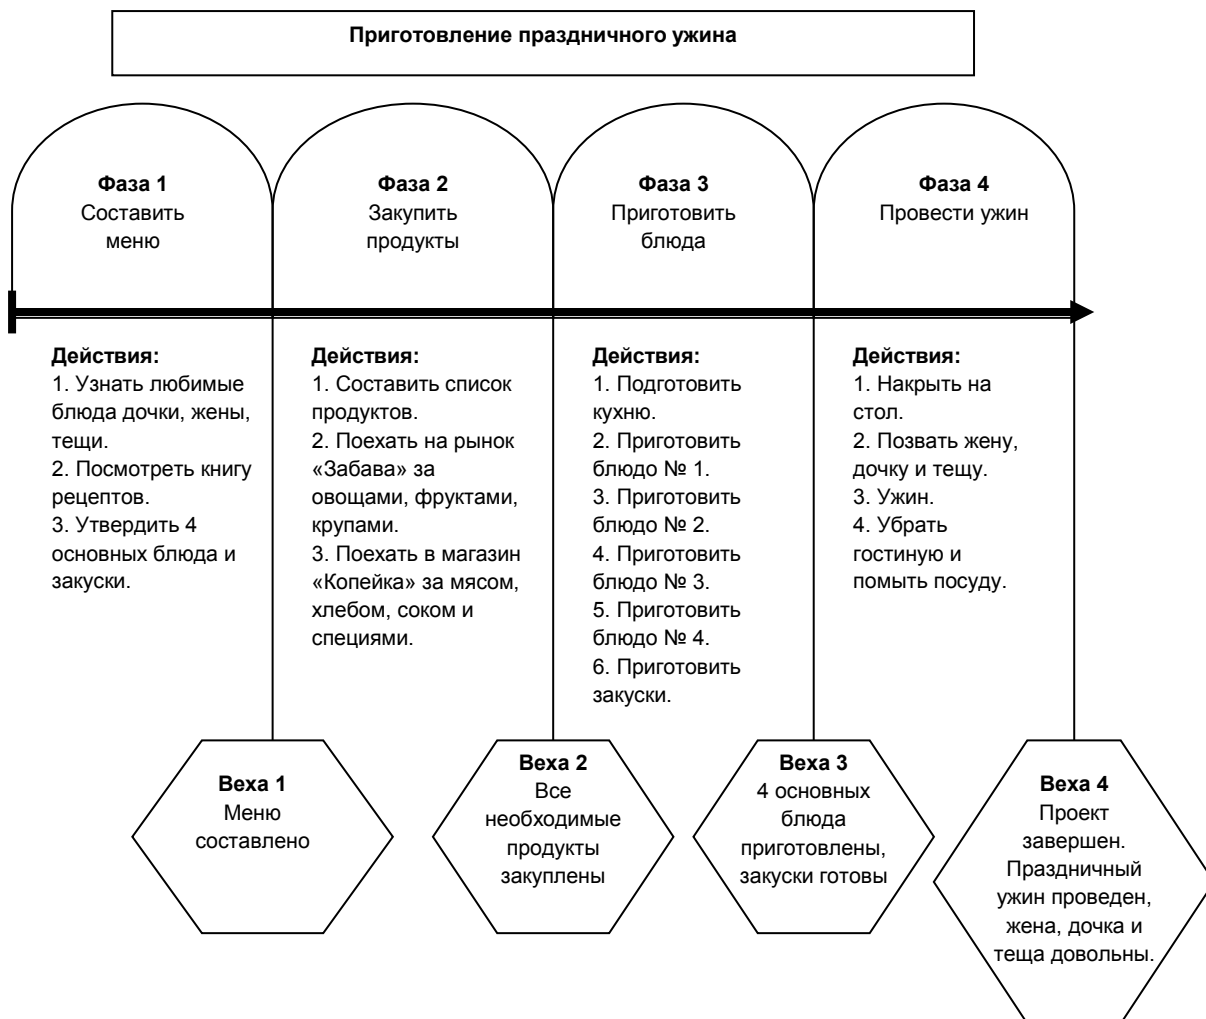 Приготовление праздничного ужина
Фаза 1
Составить
меню
Фаза 2
Закупить
продукты
Фаза 3
Приготовить
блюда
Фаза 4
Провести ужин
Действия:
1. Узнать любимые
блюда дочки, жены,
тещи.
2. Посмотреть книгу
рецептов.
3. Утвердить 4
основных блюда и
закуски.
Действия:
1. Составить список
продуктов.
2. Поехать на рынок
«Забава» за
овощами, фруктами,
крупами.
3. Поехать в магазин
«Копейка» за мясом,
хлебом, соком и
специями.
Действия:
1. Подготовить
кухню.
2. Приготовить
блюдо № 1.
3. Приготовить
блюдо № 2.
4. Приготовить
блюдо № 3.
5. Приготовить
блюдо № 4.
6. Приготовить
закуски.
Действия:
1. Накрыть на
стол.
2. Позвать жену,
дочку и тещу.
3. Ужин.
4. Убрать
гостиную и
помыть посуду.
Веха 1
Меню
составлено
Веха 2
Все
необходимые
продукты
закуплены
Веха 3
4 основных
блюда
приготовлены,
закуски готовы
Веха 4
Проект
завершен.
Праздничный
ужин проведен,
жена, дочка и
теща довольны.